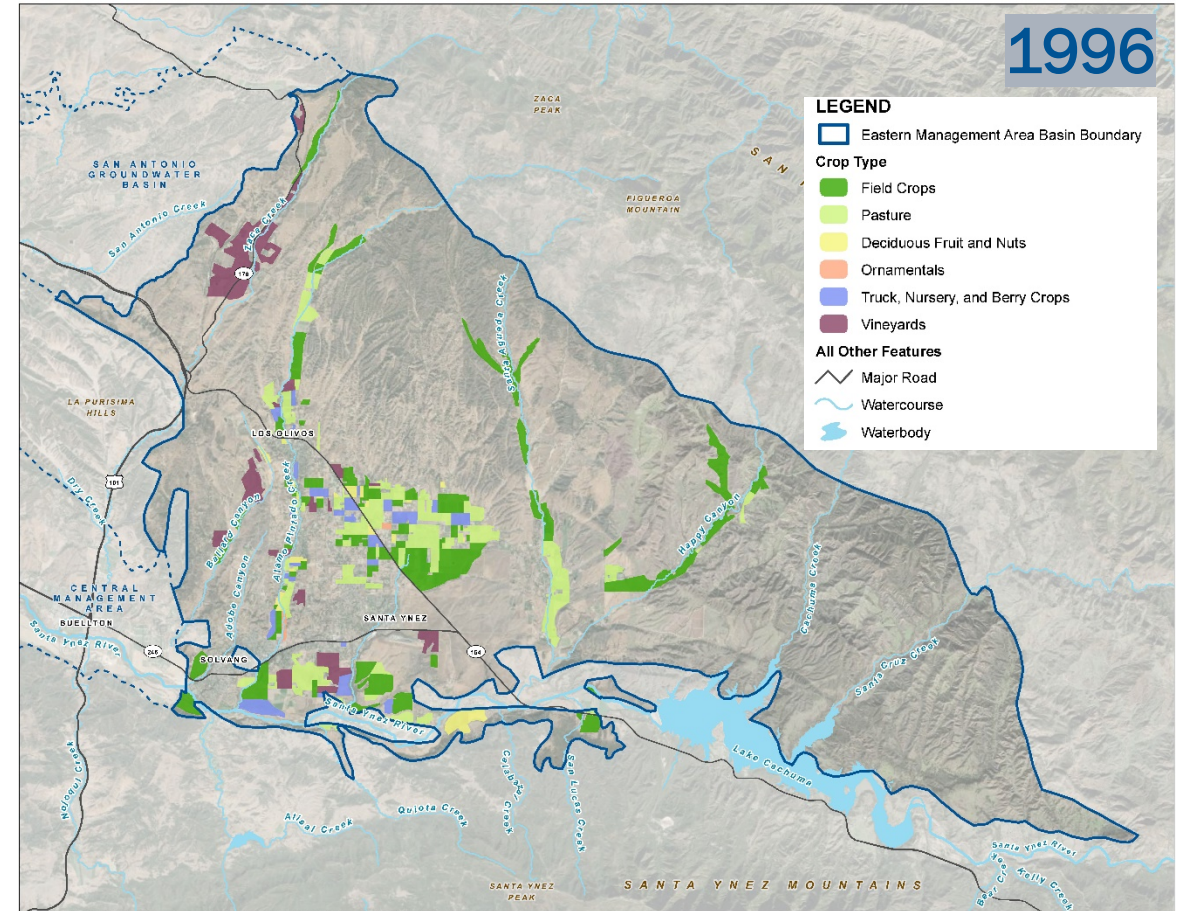 1996
LEGEND
Eastern Management Area Basin Boundary
Crop Type
Field Crops
Pasture
Deciduous Fruit and Nuts
Ornamentals
Truck, Nursery, and Berry Crops
Vineyards
All Other Features
Major Road
Watercourse
Waterbody
ZACA
PEAK
SAN
SAN ANTONIO
GROUNDWATER
BASIN
San Antonio Creek
Zaca Creek
FIGUEROA
MOUNTAIN
176
Santa Agueda Creek
LA PURISIMA
HILLS
LOS OLIVOS
101
Dry Creek
Ballard Canyon
Alamo Pintado Creek
Adobe Canyon
Happy Canyon
Cachuma Creek
CENTRAL
MANAGEMENT
AREA
BUELLTON
Santa Ynez River
246
SOLVANG
SANTA YNEZ
154
Santa Cruz Creek
Santa Ynez River
Lake Cachuma
Nojoqui Creek
Alisal Creek
Quiota Creek
Calabazal Creek
San Lucas Creek
SANTA YNEZ
PEAK
SANTA YNEZ MOUNTAINS
Santa Ynez River
Kelly Creek